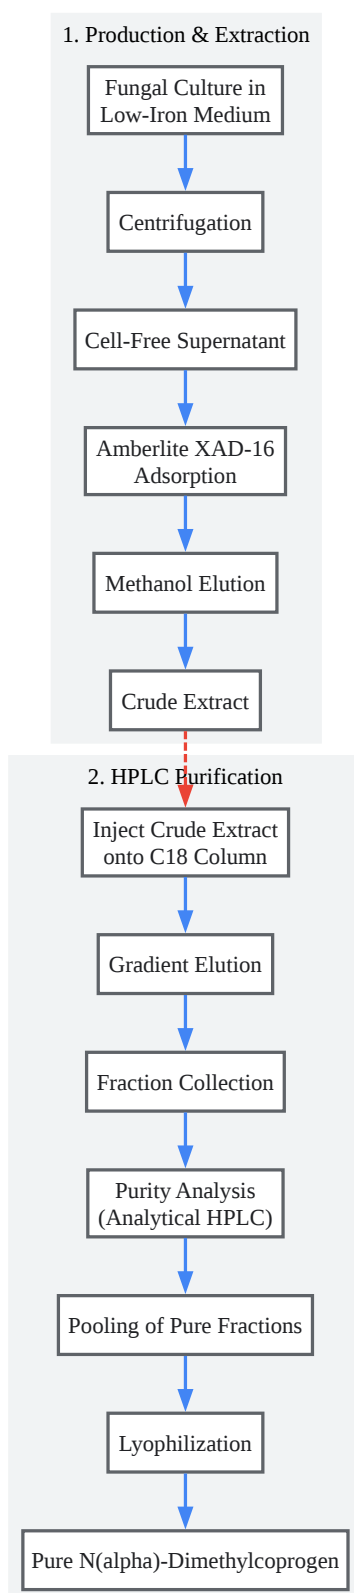 1. Production & Extraction
Fungal Culture in
Low-Iron Medium
Centrifugation
Cell-Free Supernatant
Amberlite XAD-16
Adsorption
Methanol Elution
Crude Extract
2. HPLC Purification
Inject Crude Extract
onto C18 Column
Gradient Elution
Fraction Collection
Purity Analysis
(Analytical HPLC)
Pooling of Pure Fractions
Lyophilization
Pure N(alpha)-Dimethylcoprogen